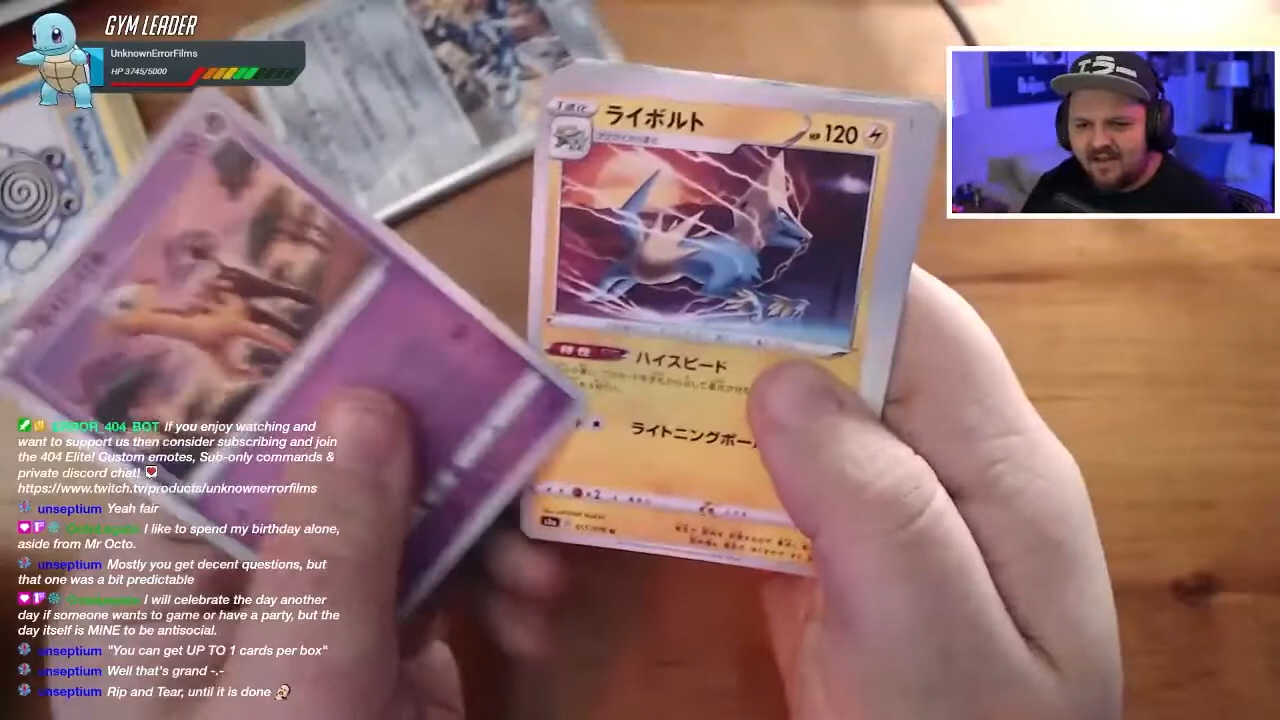 GYM LEADER
UnknownErrorFilms
HP 3745/5000
1進化
ライボルト
HP 120
特性
ハイスピード
ライトニングボー
×2
ERROR_404_BOT If you enjoy watching and
want to support us then consider subscribing and join
the 404 Elite! Custom emotes, Sub-only commands &
private discord chat!
https://www.twitch.tv/products/unknownerrorfilms
unseptium Yeah fair
I like to spend my birthday alone,
aside from Mr Octo.
unseptium Mostly you get decent questions, but
that one was a bit predictable
I will celebrate the day another
day if someone wants to game or have a party, but the
day itself is MINE to be antisocial.
unseptium "You can get UP TO 1 cards per box"
unseptium Well that's grand -.-
unseptium Rip and Tear, until it is done